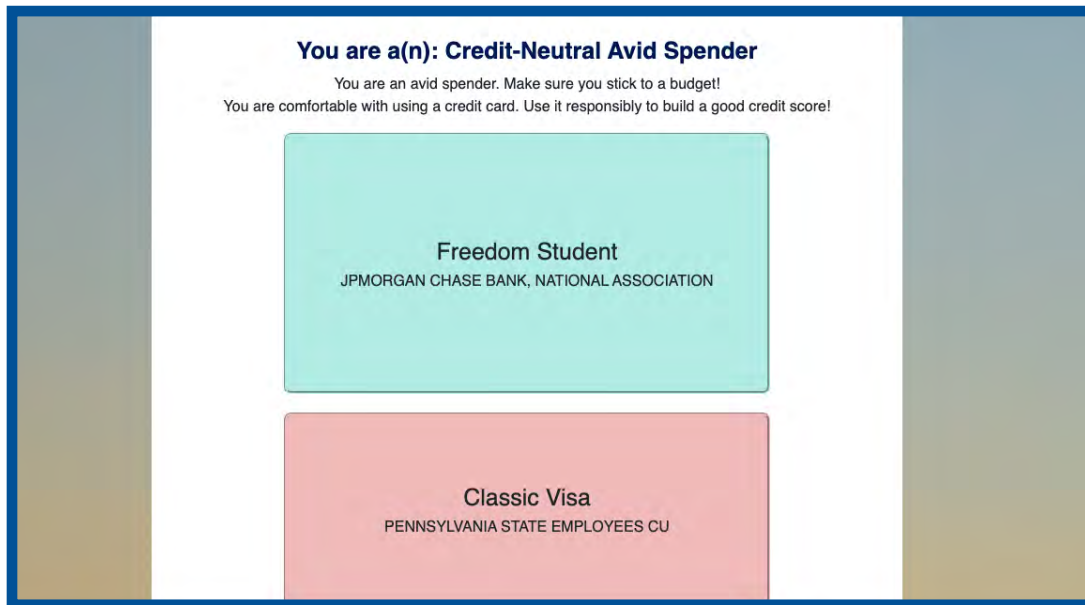 You are a(n): Credit-Neutral Avid Spender
You are an avid spender. Make sure you stick to a budget!
You are comfortable with using a credit card. Use it responsibly to build a good credit score!
Freedom Student
JPMORGAN CHASE BANK, NATIONAL ASSOCIATION
Classic Visa
PENNSYLVANIA STATE EMPLOYEES CU